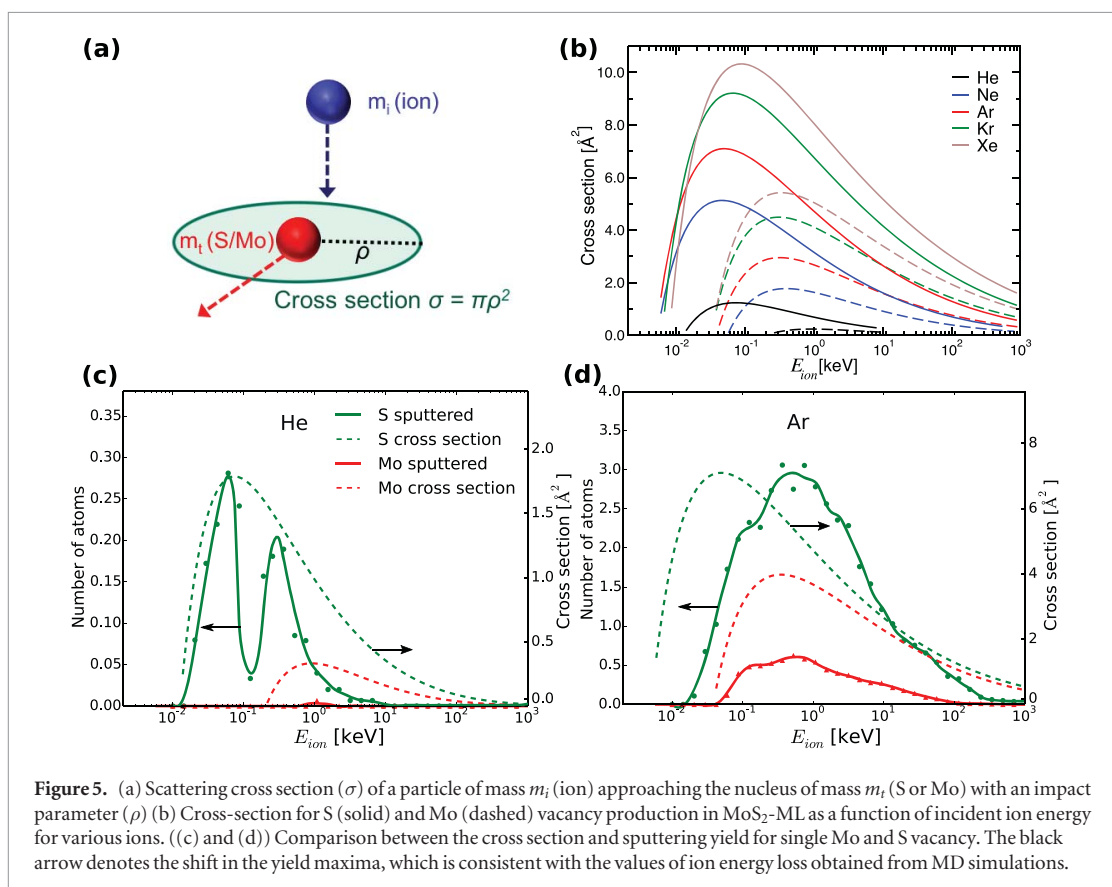 (a)
m_i (ion)
m_t (S/Mo)
ρ
Cross section σ = πρ²
(b)
Cross section [Å²]
10.0
8.0
6.0
4.0
2.0
0.0
He
Ne
Ar
Kr
Xe
10⁻² 10⁻¹ 10⁰ 10¹ 10² 10³
E_ion [keV]
(c)
He
Number of atoms
0.35
0.30
0.25
0.20
0.15
0.10
0.05
0.00
S sputtered
S cross section
Mo sputtered
Mo cross section
2.0
1.5
1.0
0.5
0.0
Cross section [Å²]
10⁻² 10⁻¹ 10⁰ 10¹ 10² 10³
E_ion [keV]
(d)
Ar
Number of atoms
4.0
3.5
3.0
2.5
2.0
1.5
1.0
0.5
0.0
8
6
4
2
0
Cross section [Å²]
10⁻² 10⁻¹ 10⁰ 10¹ 10² 10³
E_ion [keV]
Figure 5. (a) Scattering cross section (σ) of a particle of mass m_i (ion) approaching the nucleus of mass m_t (S or Mo) with an impact
parameter (ρ) (b) Cross-section for S (solid) and Mo (dashed) vacancy production in MoS₂-ML as a function of incident ion energy
for various ions. ((c) and (d)) Comparison between the cross section and sputtering yield for single Mo and S vacancy. The black
arrow denotes the shift in the yield maxima, which is consistent with the values of ion energy loss obtained from MD simulations.